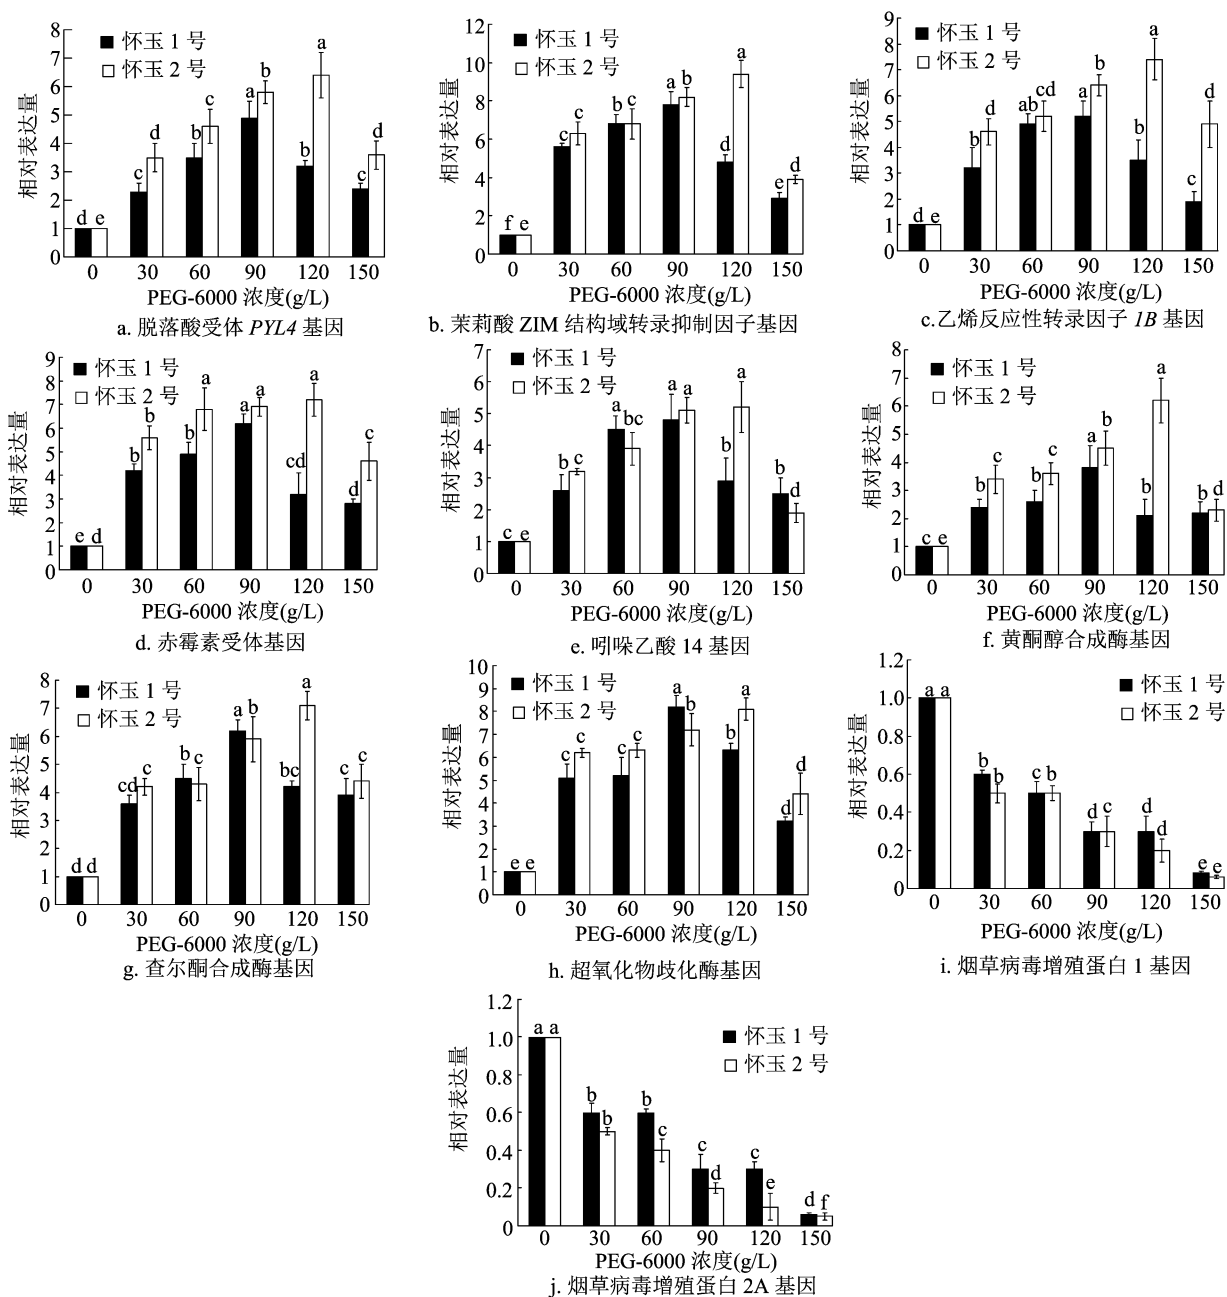 8
7
6
5
4
3
2
1
0
相对表达量
怀玉 1 号
怀玉 2 号
d e c d b c a b c a c d
0 30 60 90 120 150
PEG-6000 浓度(g/L)
a. 脱落酸受体 PYL4 基因
12
10
8
6
4
2
0
相对表达量
怀玉 1 号
怀玉 2 号
f e c c b c a b d a e d
0 30 60 90 120 150
PEG-6000 浓度(g/L)
b. 茉莉酸 ZIM 结构域转录抑制因子基因
9
8
7
6
5
4
3
2
1
0
相对表达量
怀玉 1 号
怀玉 2 号
d e c d ab cd a b b a c d
0 30 60 90 120 150
PEG-6000 浓度(g/L)
c.乙烯反应性转录因子 1B 基因
9
8
7
6
5
4
3
2
1
0
相对表达量
怀玉 1 号
怀玉 2 号
e d b b b a a a cd a d c
0 30 60 90 120 150
PEG-6000 浓度(g/L)
d. 赤霉素受体基因
7
6
5
4
3
2
1
0
相对表达量
怀玉 1 号
怀玉 2 号
e e b c a bc a a b a b d
0 30 60 90 120 150
PEG-6000 浓度(g/L)
e. 吲哚乙酸 14 基因
8
7
6
5
4
3
2
1
0
相对表达量
怀玉 1 号
怀玉 2 号
c e b c b c a b b a b d
0 30 60 90 120 150
PEG-6000 浓度(g/L)
f. 黄酮醇合成酶基因
8
7
6
5
4
3
2
1
0
相对表达量
怀玉 1 号
怀玉 2 号
d d cd c b c a b bc a c c
0 30 60 90 120 150
PEG-6000 浓度(g/L)
g. 查尔酮合成酶基因
10
9
8
7
6
5
4
3
2
1
0
相对表达量
怀玉 1 号
怀玉 2 号
e e c c c c a b b a d d
0 30 60 90 120 150
PEG-6000 浓度(g/L)
h. 超氧化物歧化酶基因
1.2
1.0
0.8
0.6
0.4
0.2
0
相对表达量
怀玉 1 号
怀玉 2 号
a a b b c b d c d d e e
0 30 60 90 120 150
PEG-6000 浓度(g/L)
i. 烟草病毒增殖蛋白 1 基因
1.2
1.0
0.8
0.6
0.4
0.2
0
相对表达量
怀玉 1 号
怀玉 2 号
a a b b b c c d c e d f
0 30 60 90 120 150
PEG-6000 浓度(g/L)
j. 烟草病毒增殖蛋白 2A 基因